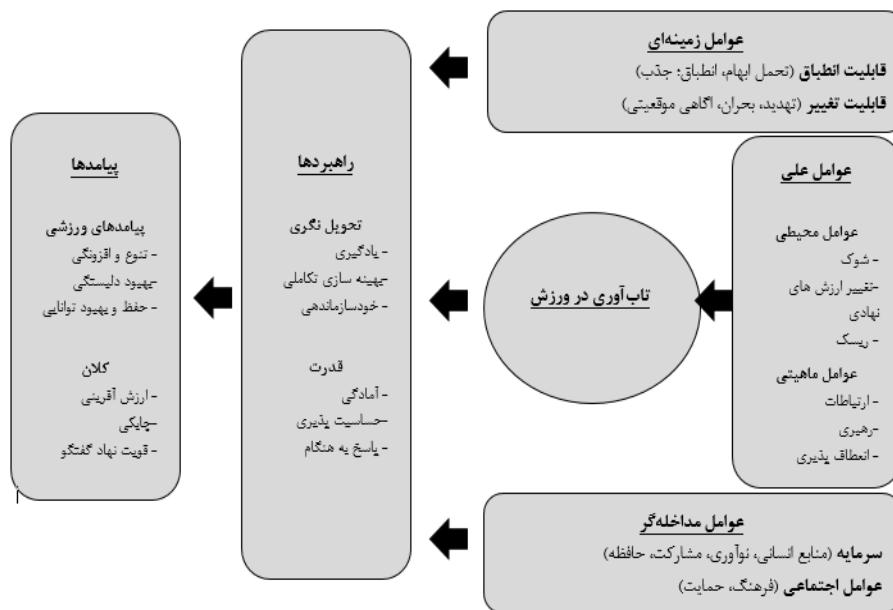 عوامل زمینه‌ای
قابلیت انطباق (تحمل ابهام، انطباق؛ جذب)
قابلیت تغییر (تهدید، بحران، اگاهی موقعیتی)
عوامل علی
عوامل محیطی
- شوک
-تغییر ارزش های
نهادی
- ریسک
عوامل ماهیتی
- ارتباطات
-رهبری
- انعطاف پذیری
تاب‌آوری در ورزش
عوامل مداخله‌گر
سرمایه (منابع انسانی، نوآوری، مشارکت، حافظه)
عوامل اجتماعی (فرهنگ، حمایت)
راهبردها
تحویل نگری
- یادگیری
-بهینه سازی تکاملی
- خودسازماندهی
قدرت
- آمادگی
-حساسیت پذیری
- پاسخ به هنگام
پیامدها
پیامدهای ورزشی
- تنوع و افزونگی
-بهبود دلبستگی
- حفظ و بهبود توانایی
کلان
- ارزش آفرینی
-چابکی
- قویت نهاد گفتگو